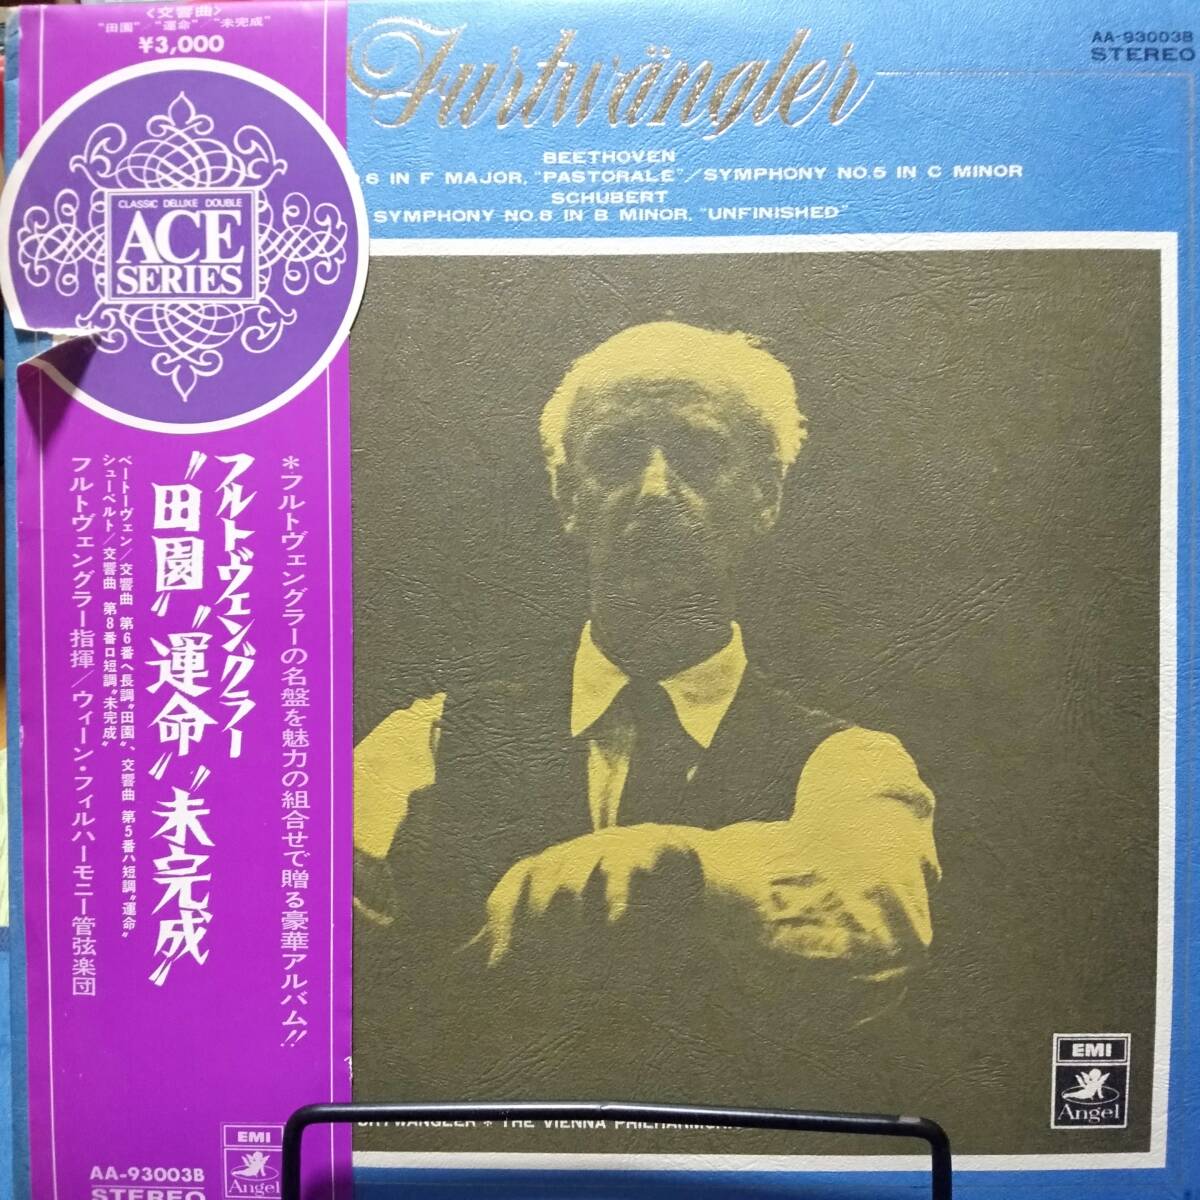 〈交響曲〉
"田園"/"運命"/"未完成"
¥3,000
CLASSIC DELUXE DOUBLE
ACE
SERIES
*フルトヴェングラーの名盤を魅力の組合せで贈る豪華アルバム!!
フルトヴェングラー
"田園" "運命" "未完成"
ベートーヴェン/交響曲 第6番ヘ長調"田園"、交響曲 第5番ハ短調"運命"
シューベルト/交響曲 第8番ロ短調"未完成"
フルトヴェングラー指揮/ウィーン・フィルハーモニー管弦楽団
EMI
Angel
AA-93003B
STEREO
Furtwängler
AA-93003B
STEREO
BEETHOVEN
.6 IN F MAJOR, "PASTORALE"/SYMPHONY NO.5 IN C MINOR
SCHUBERT
SYMPHONY NO.8 IN B MINOR, "UNFINISHED"
EMI
Angel
URTWÄNGLER * THE VIENNA PHILHARMON